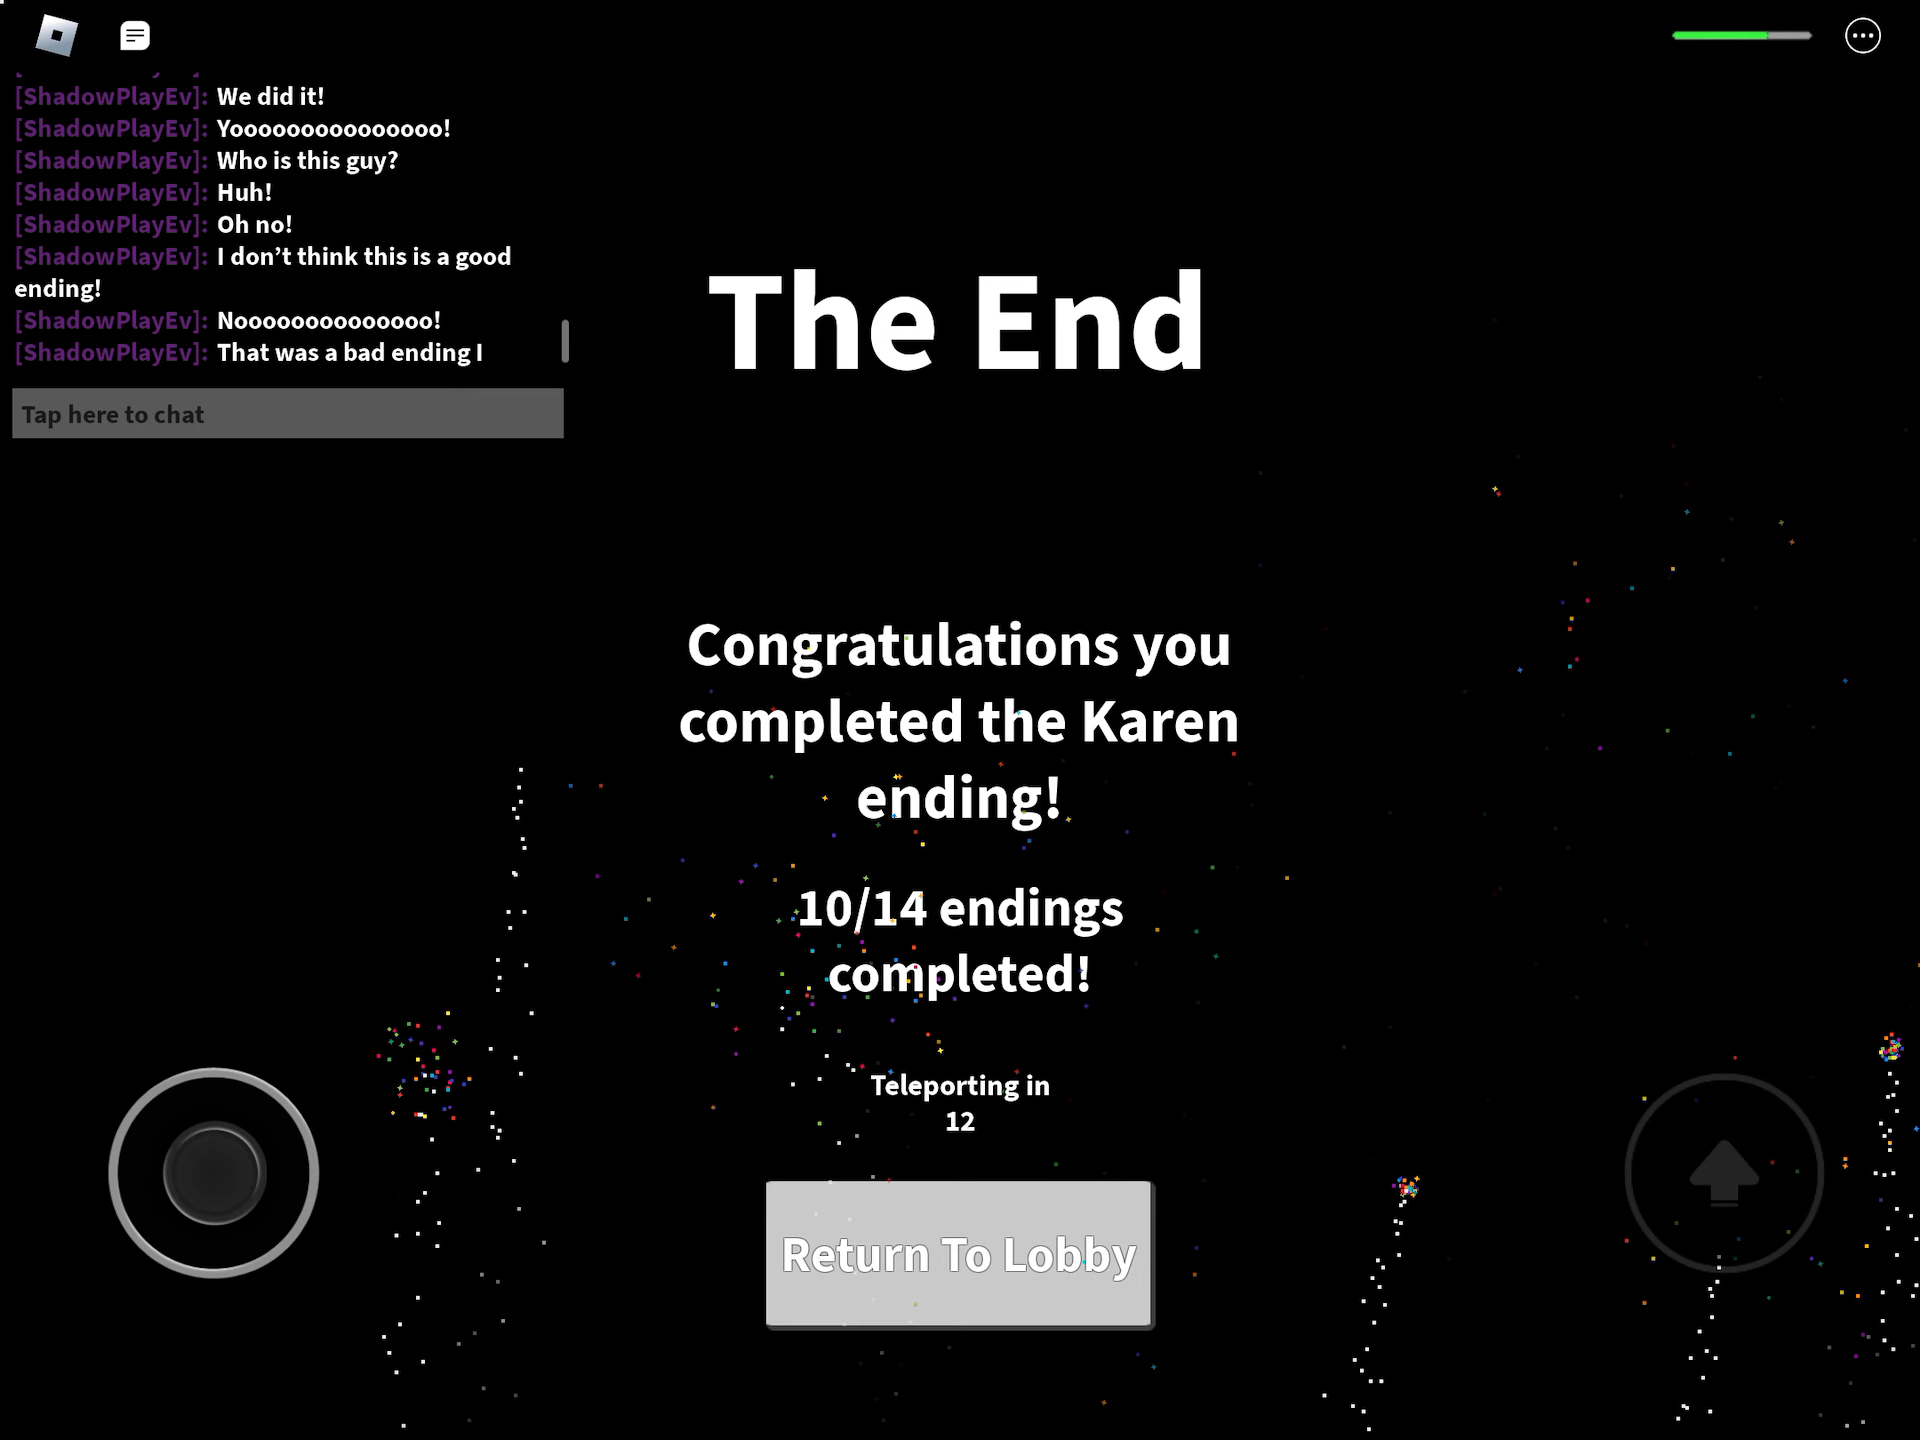 [ShadowPlayEv]: We did it!
[ShadowPlayEv]: Yooooooooooooooo!
[ShadowPlayEv]: Who is this guy?
[ShadowPlayEv]: Huh!
[ShadowPlayEv]: Oh no!
[ShadowPlayEv]: I don’t think this is a good
ending!
[ShadowPlayEv]: Noooooooooooooo!
[ShadowPlayEv]: That was a bad ending I
Tap here to chat
The End
Congratulations you
completed the Karen
ending!
10/14 endings
completed!
Teleporting in
12
Return To Lobby